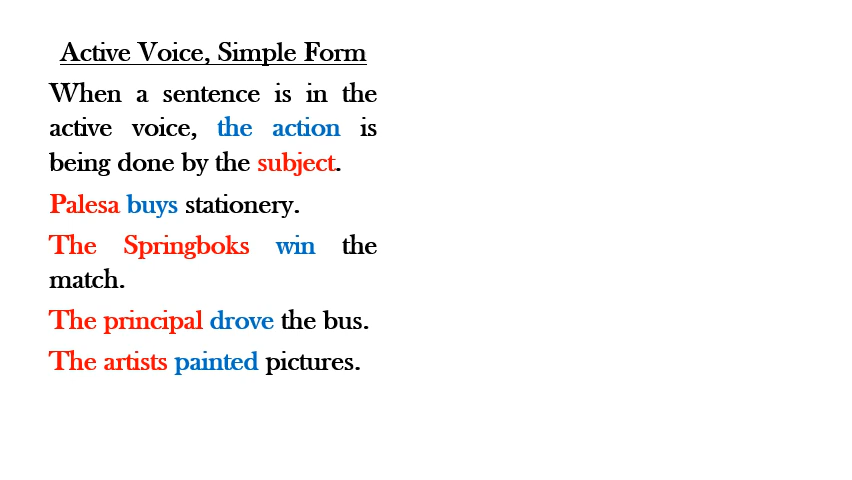 Active Voice, Simple Form
When a sentence is in the
active voice, the action is
being done by the subject.
Palesa buys stationery.
The Springboks win the
match.
The principal drove the bus.
The artists painted pictures.